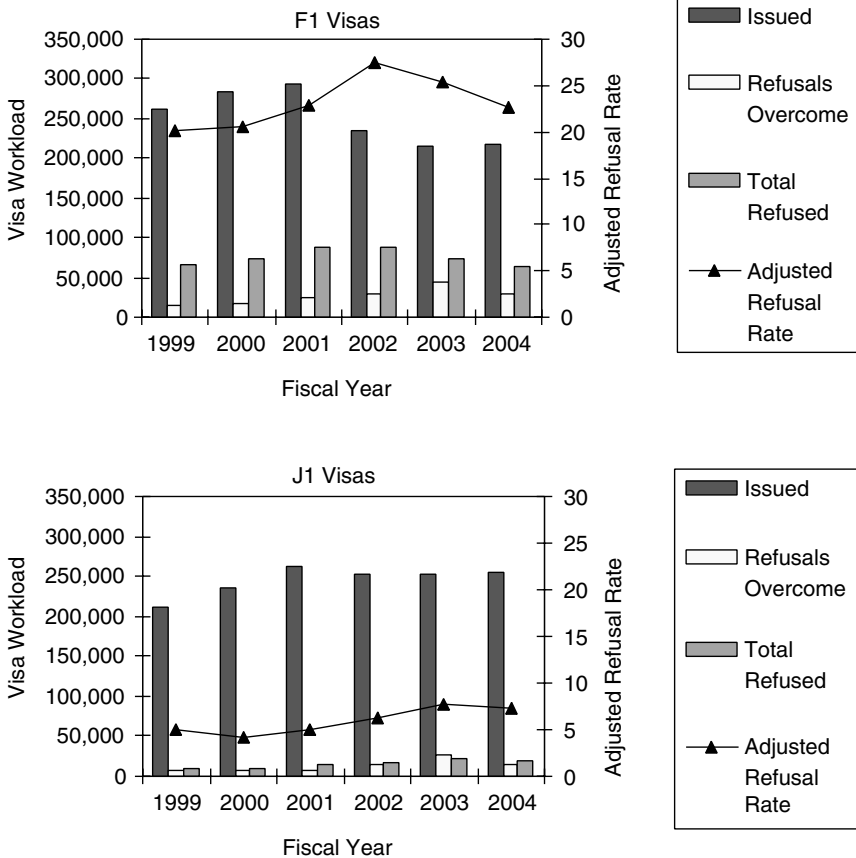 F1 Visas
350,000
300,000
250,000
200,000
150,000
100,000
50,000
0
Visa Workload
30
25
20
15
10
5
0
Adjusted Refusal Rate
1999 2000 2001 2002 2003 2004
Fiscal Year
Issued
Refusals
Overcome
Total
Refused
Adjusted
Refusal
Rate
J1 Visas
350,000
300,000
250,000
200,000
150,000
100,000
50,000
0
Visa Workload
30
25
20
15
10
5
0
Adjusted Refusal Rate
1999 2000 2001 2002 2003 2004
Fiscal Year
Issued
Refusals
Overcome
Total
Refused
Adjusted
Refusal
Rate